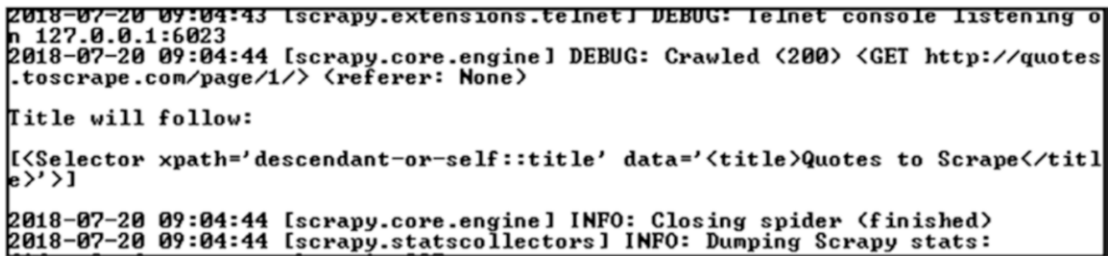 2018-07-20 09:04:43 [scrapy.extensions.telnet] DEBUG: Telnet console listening o
n 127.0.0.1:6023
2018-07-20 09:04:44 [scrapy.core.engine] DEBUG: Crawled (200) <GET http://quotes
.toscrape.com/page/1/> (referer: None)
Title will follow:
[<Selector xpath='descendant-or-self::title' data='<title>Quotes to Scrape</titl
e>'>]
2018-07-20 09:04:44 [scrapy.core.engine] INFO: Closing spider (finished)
2018-07-20 09:04:44 [scrapy.statscollectors] INFO: Dumping Scrapy stats: